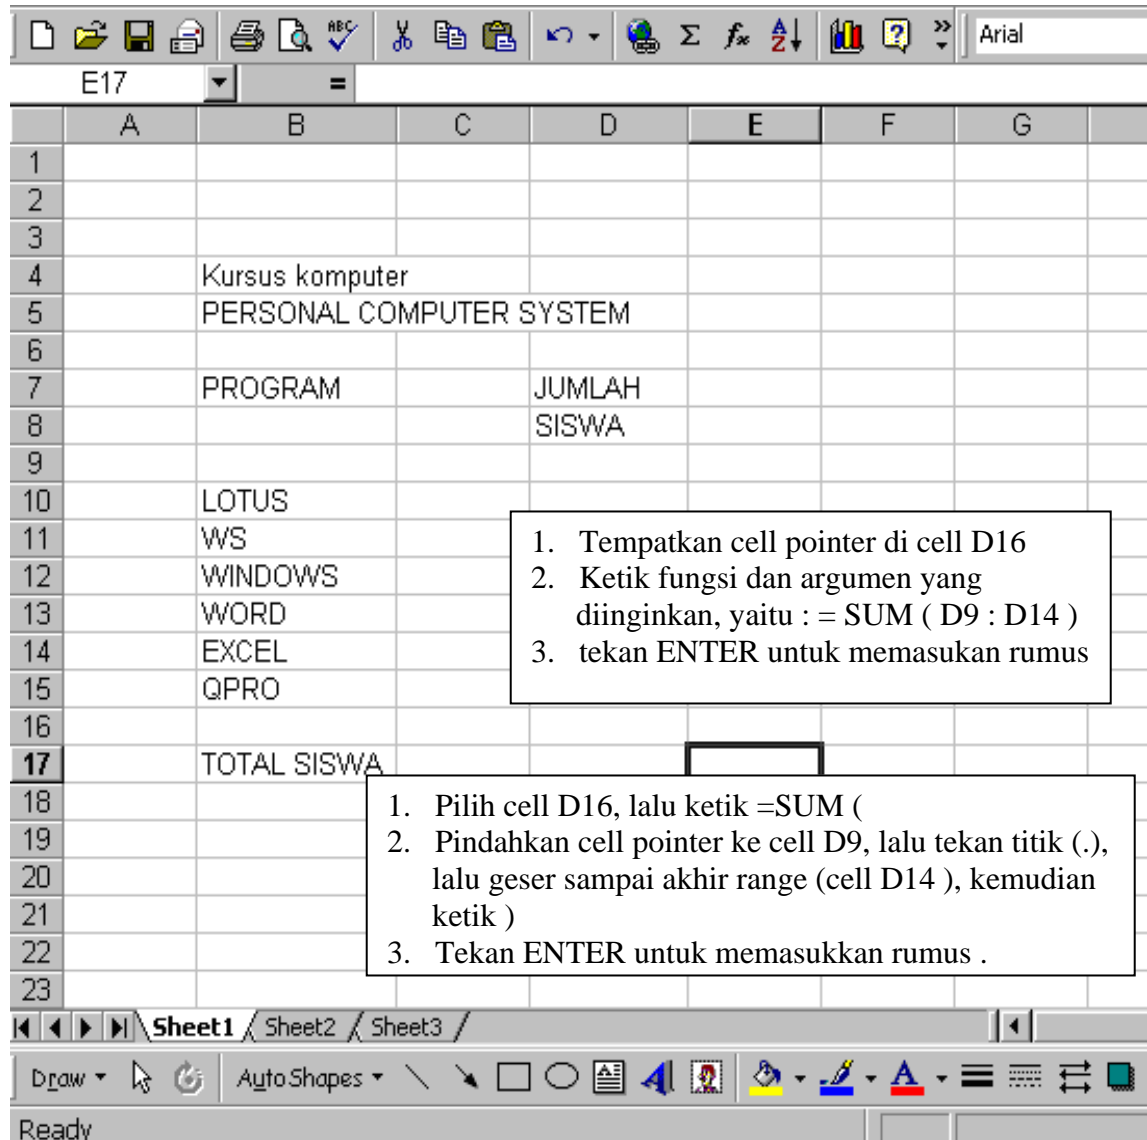 ABC
Σ
fx
A
Z
?
»
Arial
E17
=
A B C D E F G
1
2
3
4 Kursus komputer
5 PERSONAL COMPUTER SYSTEM
6
7 PROGRAM JUMLAH
8 SISWA
9
10 LOTUS
11 WS
12 WINDOWS
13 WORD
14 EXCEL
15 QPRO
16
17 TOTAL SISWA
18
19
20
21
22
23
1. Tempatkan cell pointer di cell D16
2. Ketik fungsi dan argumen yang
diinginkan, yaitu : = SUM ( D9 : D14 )
3. tekan ENTER untuk memasukan rumus
1. Pilih cell D16, lalu ketik =SUM (
2. Pindahkan cell pointer ke cell D9, lalu tekan titik (.),
lalu geser sampai akhir range (cell D14 ), kemudian
ketik )
3. Tekan ENTER untuk memasukkan rumus .
Sheet1 Sheet2 Sheet3
Draw AutoShapes A A
Ready